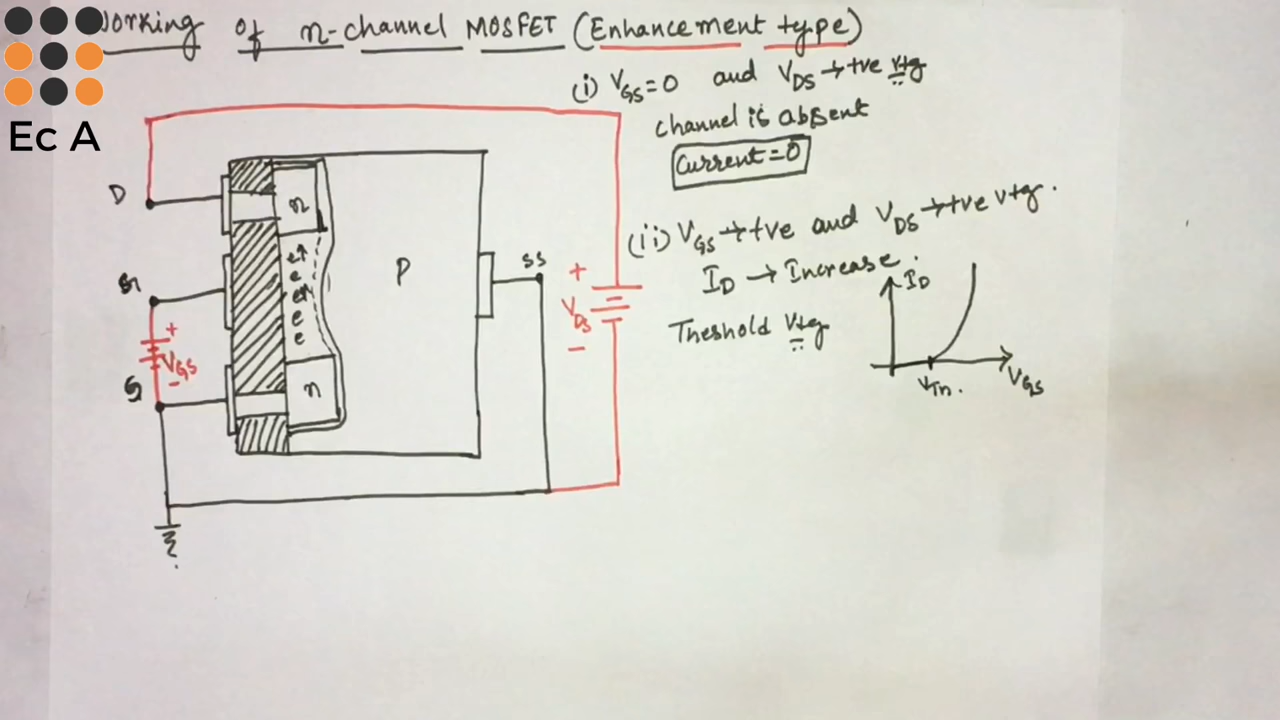 Working of n-channel MOSFET (Enhancement type)
(i) VGS=0 and VDS→+ve vtg
channel is absent
Current=0
(ii) VGS→+ve and VDS→+ve vtg.
ID → Increase.
Theshold Vtg
ID
VTn.
VGS
Ec A
D
n
e
e
e
e
e
P
SS
+
VDS
-
+
VGS
-
n